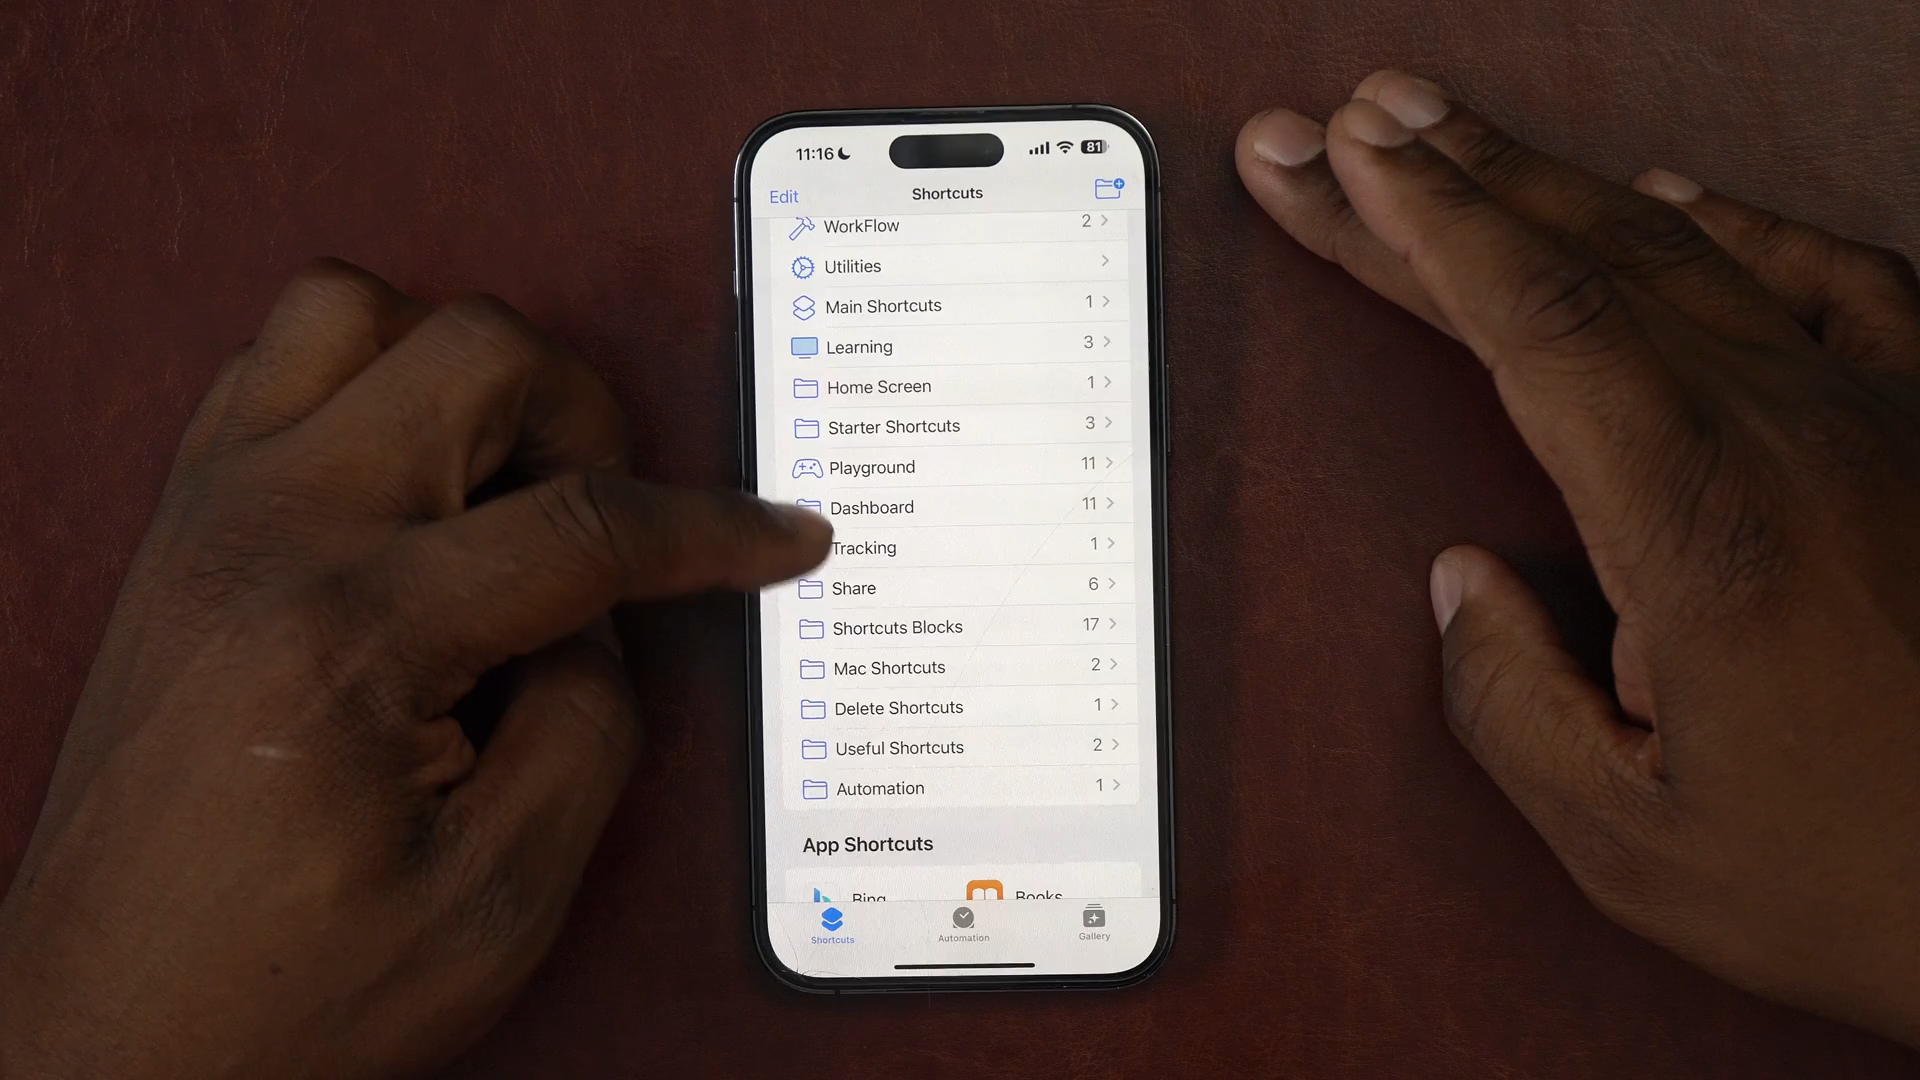 11:16
81
Edit
Shortcuts
WorkFlow 2
Utilities
Main Shortcuts 1
Learning 3
Home Screen 1
Starter Shortcuts 3
Playground 11
Dashboard 11
Tracking 1
Share 6
Shortcuts Blocks 17
Mac Shortcuts 2
Delete Shortcuts 1
Useful Shortcuts 2
Automation 1
App Shortcuts
Bing Books
Shortcuts Automation Gallery